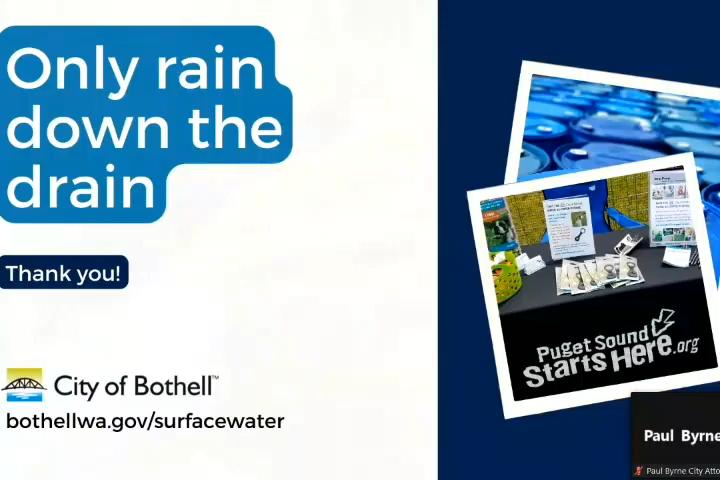 Only rain
down the
drain
Thank you!
City of Bothell™
bothellwa.gov/surfacewater
Puget Sound
Starts Here.org
Paul Byrne
Paul Byrne City Atto